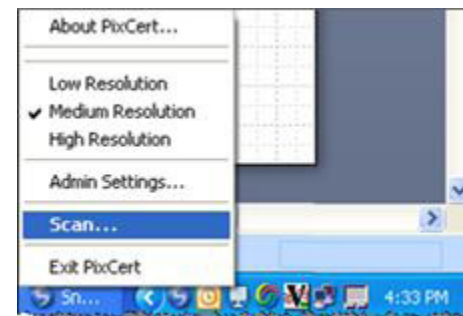 About PixCert...
Low Resolution
Medium Resolution
High Resolution
Admin Settings...
Scan...
Exit PixCert
Sn...
4:33 PM